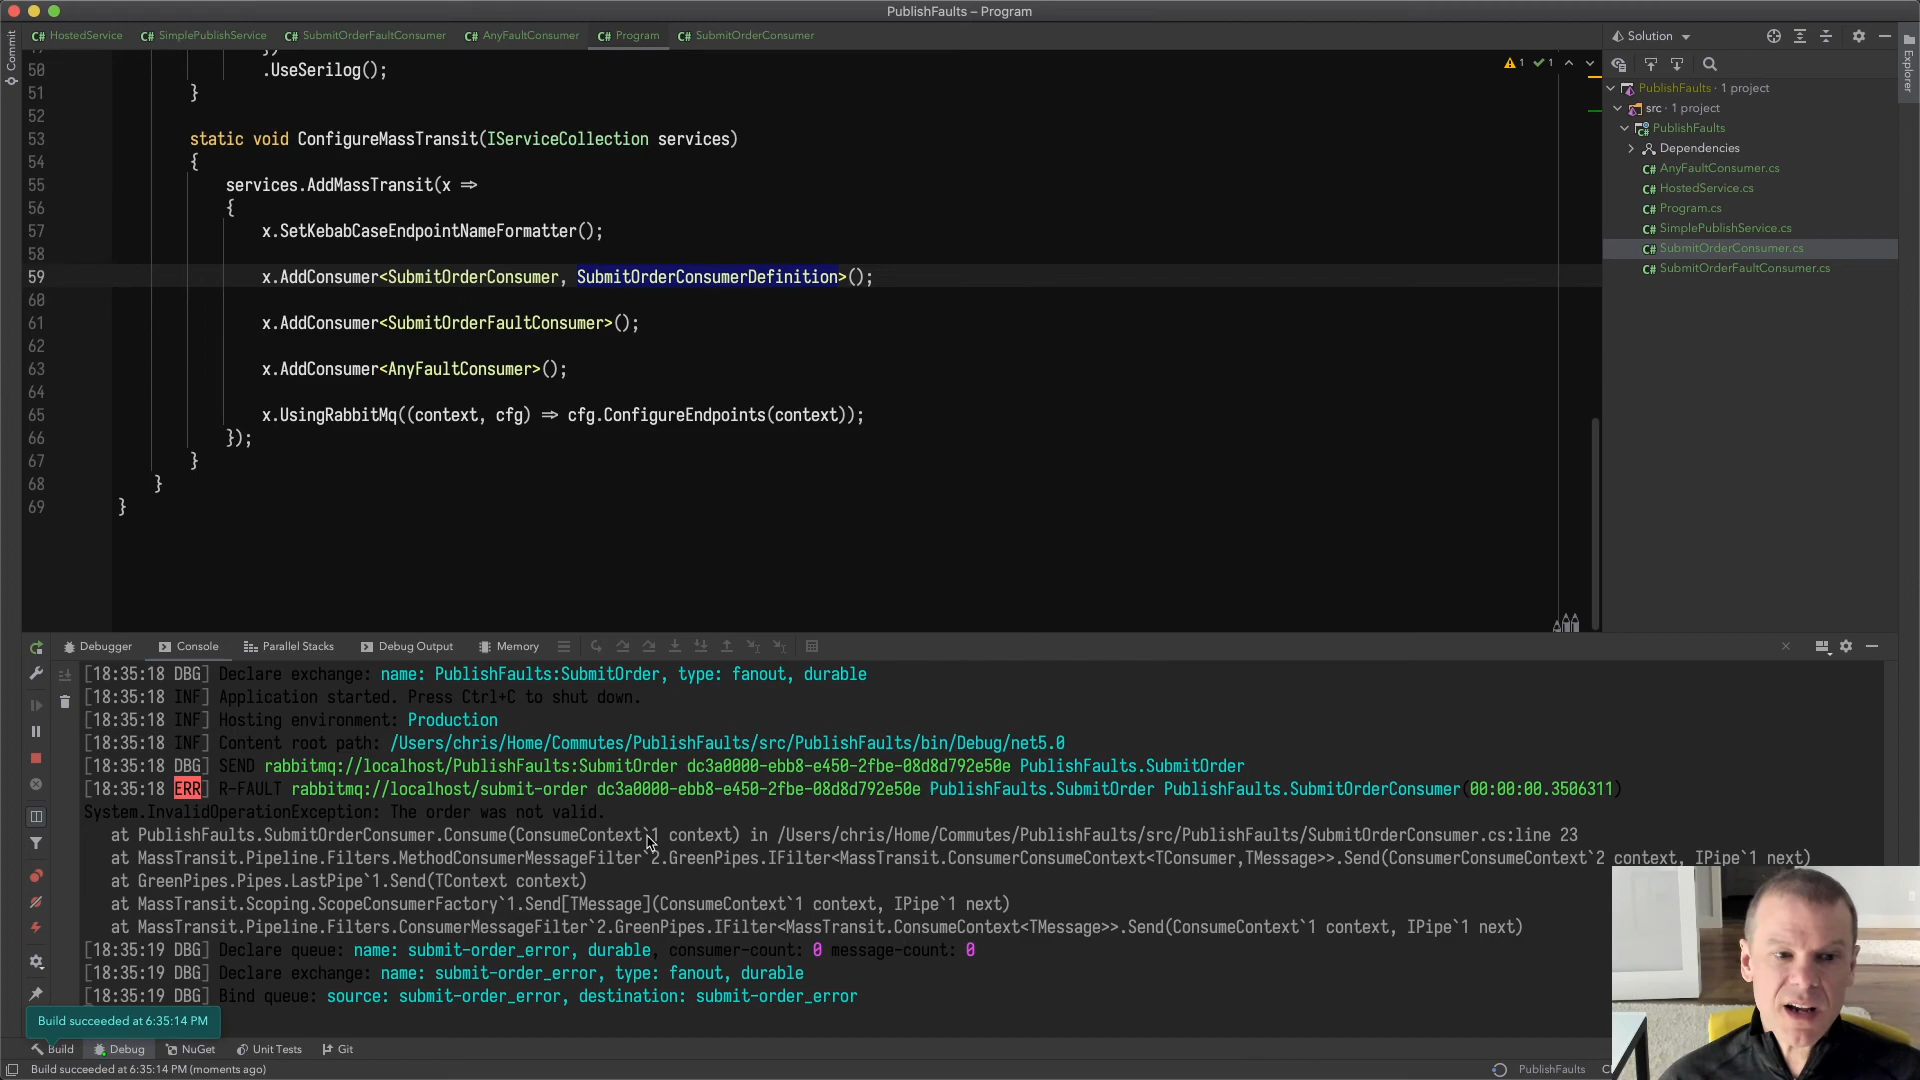 PublishFaults – Program
Commit
C# HostedService
C# SimplePublishService
C# SubmitOrderFaultConsumer
C# AnyFaultConsumer
C# Program
C# SubmitOrderConsumer
Solution
Explorer
1
1
50 .UseSerilog();
51 }
52
53 static void ConfigureMassTransit(IServiceCollection services)
54 {
55 services.AddMassTransit(x ⇒
56 {
57 x.SetKebabCaseEndpointNameFormatter();
58
59 x.AddConsumer<SubmitOrderConsumer, SubmitOrderConsumerDefinition>();
60
61 x.AddConsumer<SubmitOrderFaultConsumer>();
62
63 x.AddConsumer<AnyFaultConsumer>();
64
65 x.UsingRabbitMq((context, cfg) ⇒ cfg.ConfigureEndpoints(context));
66 });
67 }
68 }
69 }
PublishFaults · 1 project
src · 1 project
PublishFaults
Dependencies
C# AnyFaultConsumer.cs
C# HostedService.cs
C# Program.cs
C# SimplePublishService.cs
C# SubmitOrderConsumer.cs
C# SubmitOrderFaultConsumer.cs
Debugger
Console
Parallel Stacks
Debug Output
Memory
[18:35:18 DBG] Declare exchange: name: PublishFaults:SubmitOrder, type: fanout, durable
[18:35:18 INF] Application started. Press Ctrl+C to shut down.
[18:35:18 INF] Hosting environment: Production
[18:35:18 INF] Content root path: /Users/chris/Home/Commutes/PublishFaults/src/PublishFaults/bin/Debug/net5.0
[18:35:18 DBG] SEND rabbitmq://localhost/PublishFaults:SubmitOrder dc3a0000-ebb8-e450-2fbe-08d8d792e50e PublishFaults.SubmitOrder
[18:35:18 ERR] R-FAULT rabbitmq://localhost/submit-order dc3a0000-ebb8-e450-2fbe-08d8d792e50e PublishFaults.SubmitOrder PublishFaults.SubmitOrderConsumer(00:00:00.3506311)
System.InvalidOperationException: The order was not valid.
at PublishFaults.SubmitOrderConsumer.Consume(ConsumeContext`1 context) in /Users/chris/Home/Commutes/PublishFaults/src/PublishFaults/SubmitOrderConsumer.cs:line 23
at MassTransit.Pipeline.Filters.MethodConsumerMessageFilter`2.GreenPipes.IFilter<MassTransit.ConsumerConsumeContext<TConsumer,TMessage>>.Send(ConsumerConsumeContext`2 context, IPipe`1 next)
at GreenPipes.Pipes.LastPipe`1.Send(TContext context)
at MassTransit.Scoping.ScopeConsumerFactory`1.Send[TMessage](ConsumeContext`1 context, IPipe`1 next)
at MassTransit.Pipeline.Filters.ConsumerMessageFilter`2.GreenPipes.IFilter<MassTransit.ConsumeContext<TMessage>>.Send(ConsumeContext`1 context, IPipe`1 next)
[18:35:19 DBG] Declare queue: name: submit-order_error, durable, consumer-count: 0 message-count: 0
[18:35:19 DBG] Declare exchange: name: submit-order_error, type: fanout, durable
[18:35:19 DBG] Bind queue: source: submit-order_error, destination: submit-order_error
Build succeeded at 6:35:14 PM
Build
Debug
NuGet
Unit Tests
Git
Build succeeded at 6:35:14 PM (moments ago)
PublishFaults